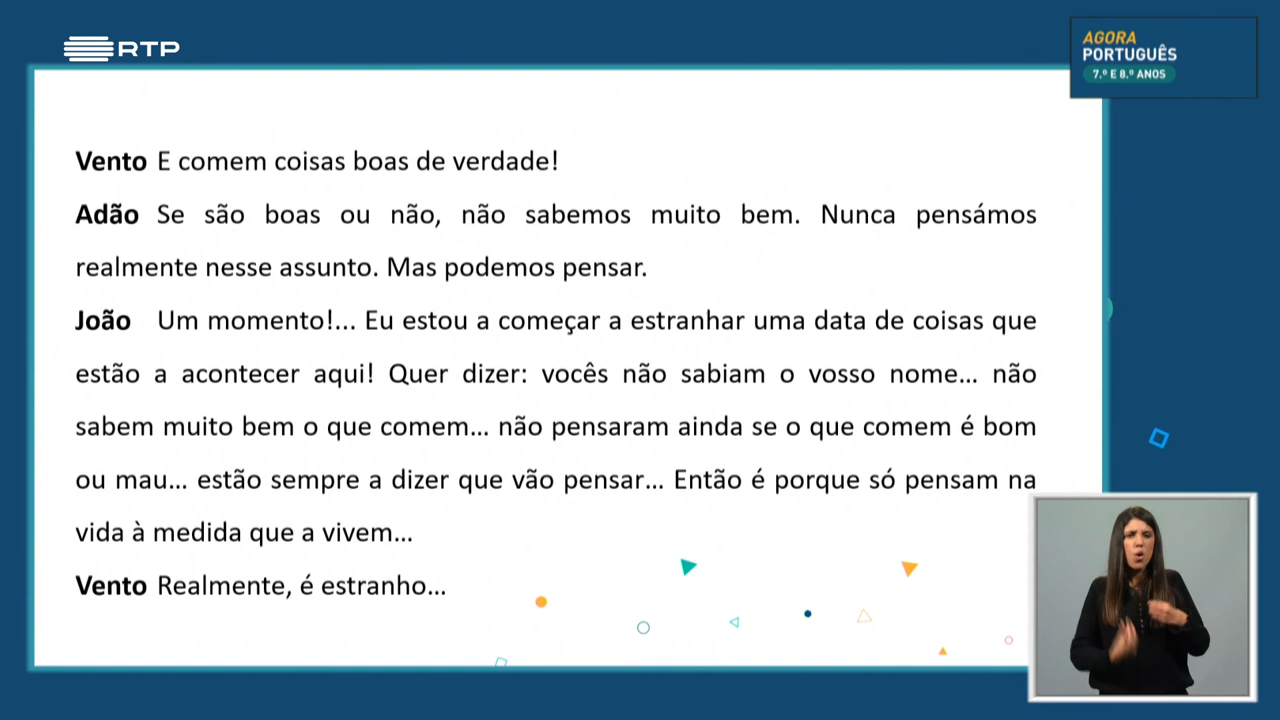 RTP
AGORA
PORTUGUÊS
7.º E 8.º ANOS
Vento E comem coisas boas de verdade!
Adão Se são boas ou não, não sabemos muito bem. Nunca pensámos
realmente nesse assunto. Mas podemos pensar.
João Um momento!... Eu estou a começar a estranhar uma data de coisas que
estão a acontecer aqui! Quer dizer: vocês não sabiam o vosso nome... não
sabem muito bem o que comem... não pensaram ainda se o que comem é bom
ou mau... estão sempre a dizer que vão pensar... Então é porque só pensam na
vida à medida que a vivem...
Vento Realmente, é estranho...